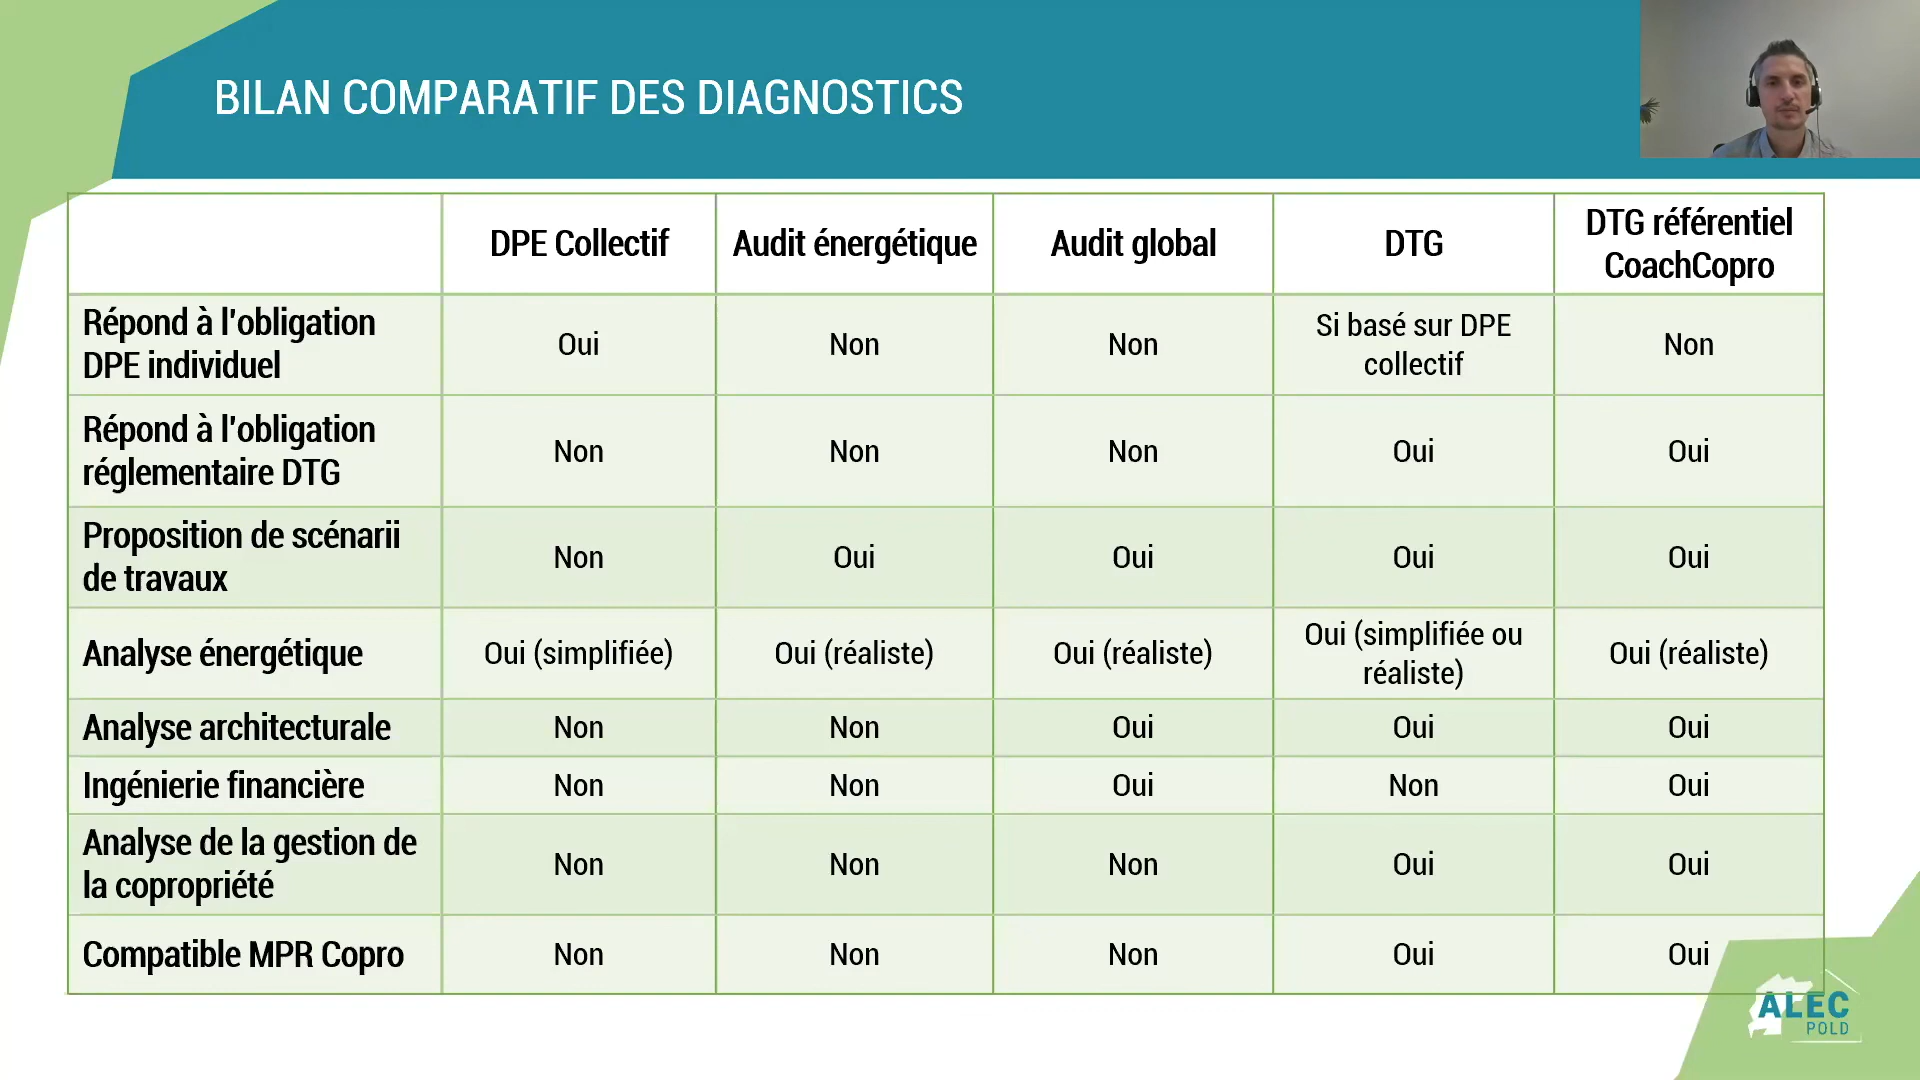 BILAN COMPARATIF DES DIAGNOSTICS
DPE Collectif
Audit énergétique
Audit global
DTG
DTG référentiel
CoachCopro
Répond à l'obligation
DPE individuel
Oui
Non
Non
Si basé sur DPE
collectif
Non
Répond à l'obligation
réglementaire DTG
Non
Non
Non
Oui
Oui
Proposition de scénarii
de travaux
Non
Oui
Oui
Oui
Oui
Analyse énergétique
Oui (simplifiée)
Oui (réaliste)
Oui (réaliste)
Oui (simplifiée ou
réaliste)
Oui (réaliste)
Analyse architecturale
Non
Non
Oui
Oui
Oui
Ingénierie financière
Non
Non
Oui
Non
Oui
Analyse de la gestion de
la copropriété
Non
Non
Non
Oui
Oui
Compatible MPR Copro
Non
Non
Non
Oui
Oui
ALEC
POLD